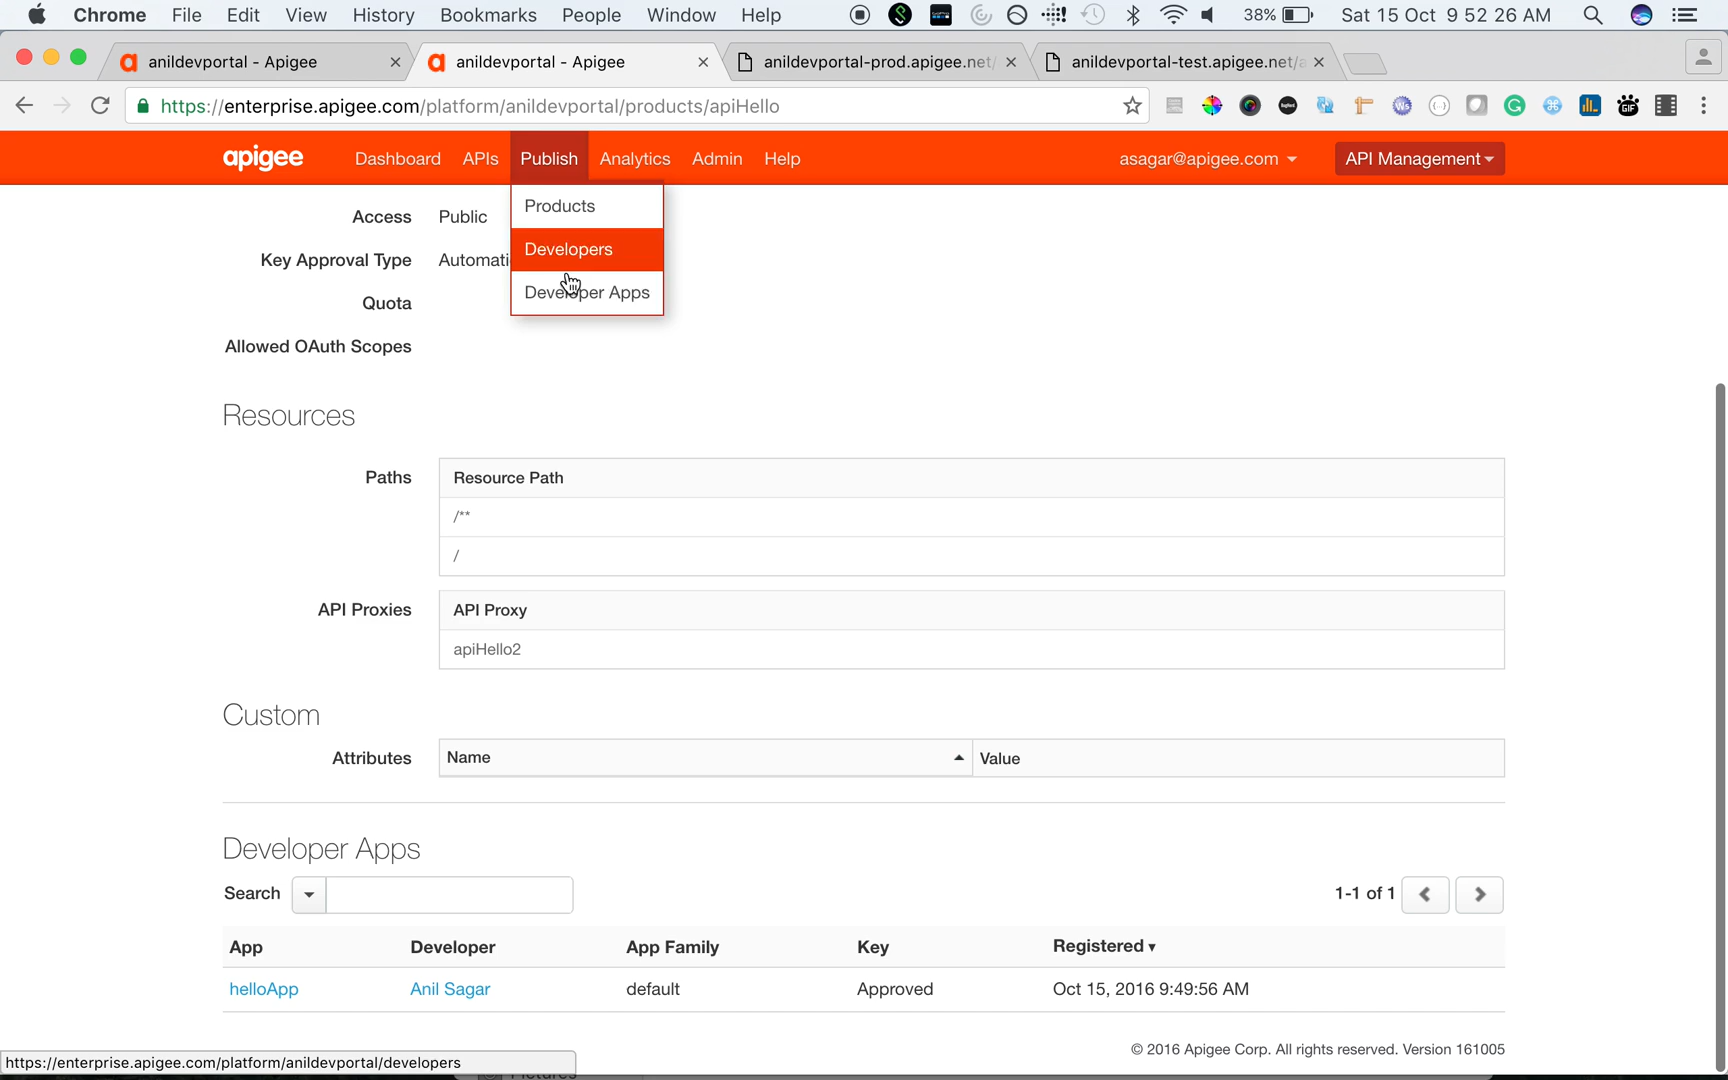 Chrome File Edit View History Bookmarks People Window Help 38% Sat 15 Oct 9 52 26 AM
anildevportal - Apigee anildevportal - Apigee anildevportal-prod.apigee.net/ anildevportal-test.apigee.net/a
https://enterprise.apigee.com/platform/anildevportal/products/apiHello
apigee Dashboard APIs Publish Analytics Admin Help asagar@apigee.com API Management
Products
Access Public
Developers
Key Approval Type Automati
Developer Apps
Quota
Allowed OAuth Scopes
Resources
Paths Resource Path
/**
/
API Proxies API Proxy
apiHello2
Custom
Attributes Name Value
Developer Apps
Search 1-1 of 1
App Developer App Family Key Registered
helloApp Anil Sagar default Approved Oct 15, 2016 9:49:56 AM
© 2016 Apigee Corp. All rights reserved. Version 161005
https://enterprise.apigee.com/platform/anildevportal/developers